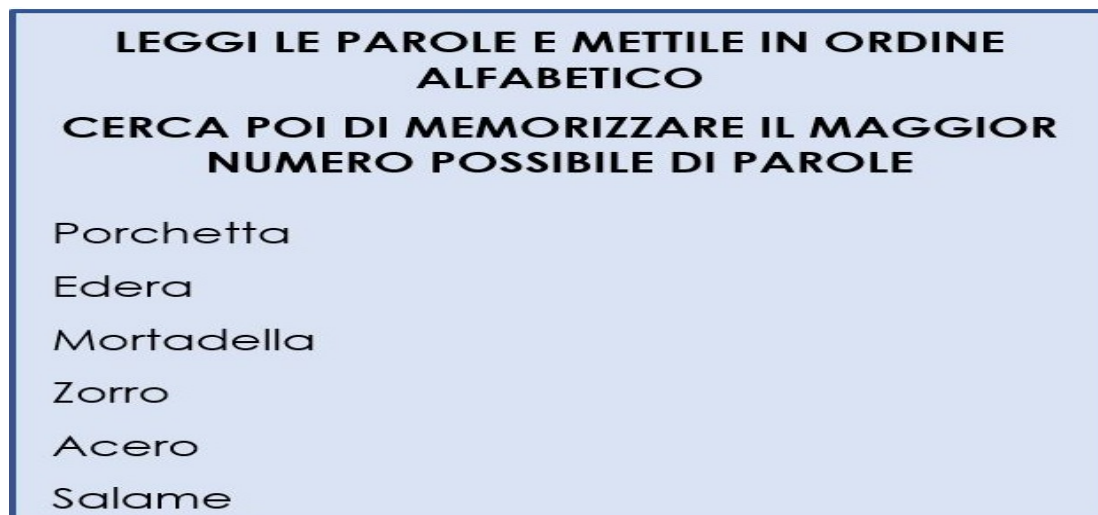 LEGGI LE PAROLE E METTILE IN ORDINE
ALFABETICO
CERCA POI DI MEMORIZZARE IL MAGGIOR
NUMERO POSSIBILE DI PAROLE
Porchetta
Edera
Mortadella
Zorro
Acero
Salame